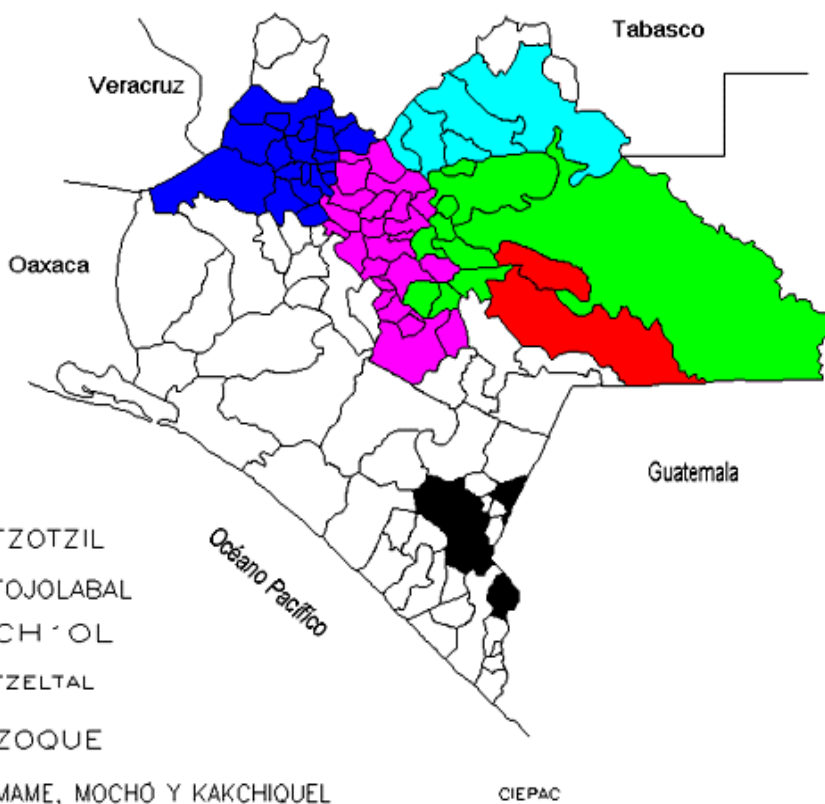 Tabasco
Veracruz
Oaxaca
Guatemala
Océano Pacífico
TZOTZIL
TOJOLABAL
CH´OL
TZELTAL
ZOQUE
MAME, MOCHÓ Y KAKCHIQUEL
CIEPAC